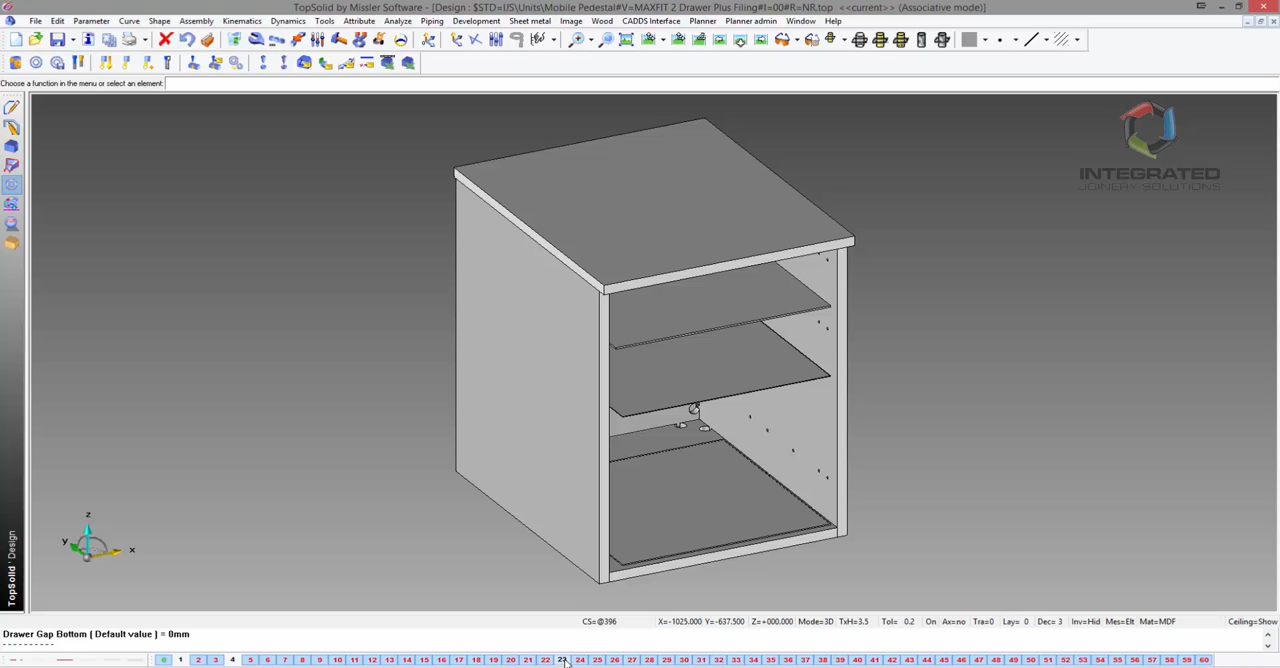 TopSolid by Missler Software - [Design : $STD=US\Units\Mobile Pedestal#V=MAXFIT 2 Drawer Plus Filing#I=00#R=NR.top <<current>> (Associative mode)]
File Edit Parameter Curve Shape Assembly Kinematics Dynamics Tools Attribute Analyze Piping Development Sheet metal Image Wood CADDS Interface Planner Planner admin Window Help
Choose a function in the menu or select an element:
INTEGRATED
JOINERY SOLUTIONS
z
y
x
TopSolid'Design
CS=@396 X=-1025.000 Y=-637.500 Z=+000.000 Mode=3D TxH=3.5 Tol= 0.2 On Ax=no Tra=0 Lay= 0 Dec= 3 Inv=Hid Mes=Elt Mat=MDF Ceiling=Show
Drawer Gap Bottom [ Default value ] = 0mm
0 1 2 3 4 5 6 7 8 9 10 11 12 13 14 15 16 17 18 19 20 21 22 23 24 25 26 27 28 29 30 31 32 33 34 35 36 37 38 39 40 41 42 43 44 45 46 47 48 49 50 51 52 53 54 55 56 57 58 59 60